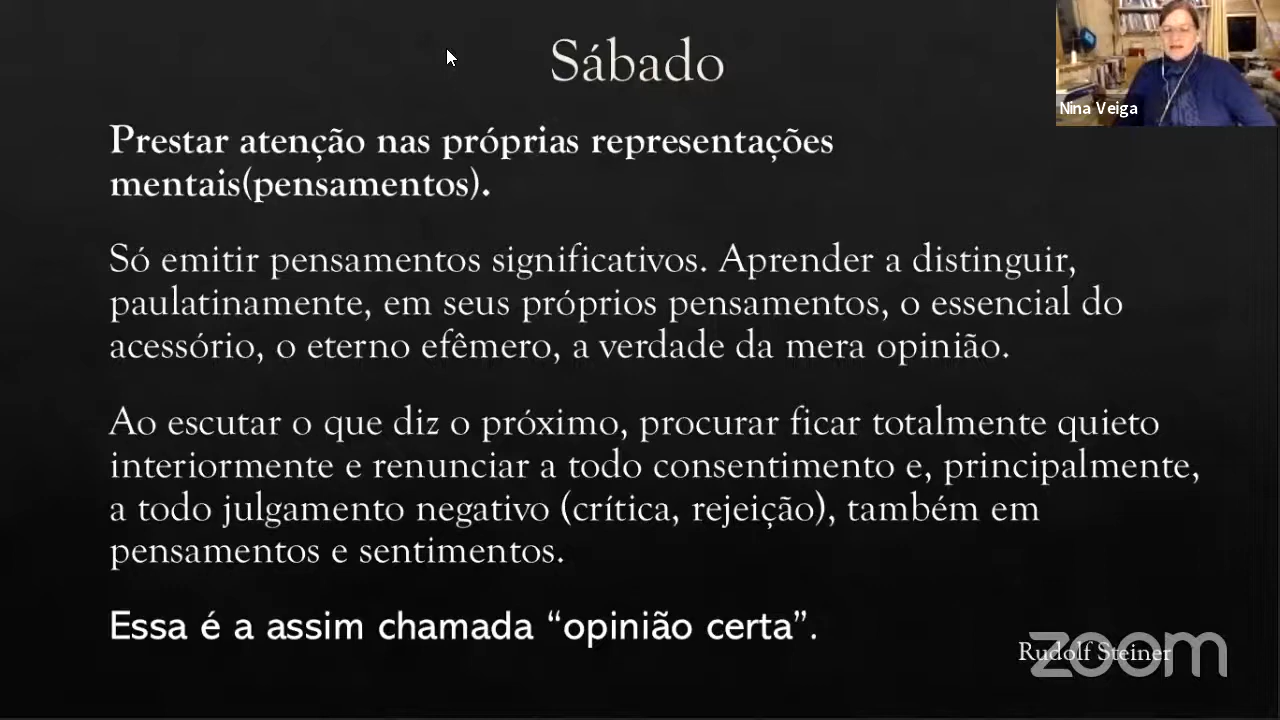 Sábado
Nina Veiga
Prestar atenção nas próprias representações
mentais(pensamentos).
Só emitir pensamentos significativos. Aprender a distinguir,
paulatinamente, em seus próprios pensamentos, o essencial do
acessório, o eterno efêmero, a verdade da mera opinião.
Ao escutar o que diz o próximo, procurar ficar totalmente quieto
interiormente e renunciar a todo consentimento e, principalmente,
a todo julgamento negativo (crítica, rejeição), também em
pensamentos e sentimentos.
Essa é a assim chamada “opinião certa”.
Rudolf Steiner
zoom